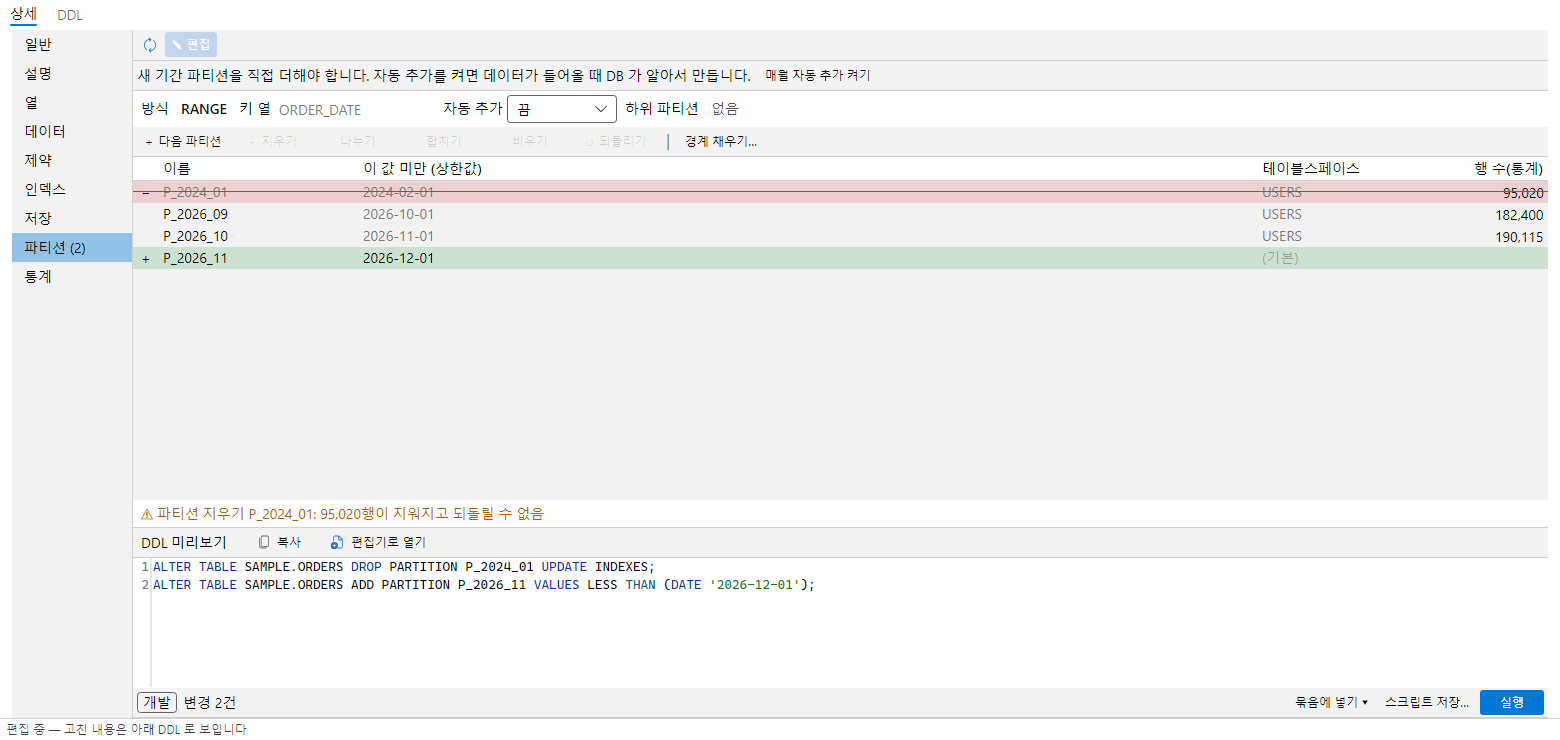 상세 DDL
일반
설명
열
데이터
제약
인덱스
저장
파티션 (2)
통계
편집
새 기간 파티션을 직접 더해야 합니다. 자동 추가를 켜면 데이터가 들어올 때 DB 가 알아서 만듭니다. 매월 자동 추가 켜기
방식 RANGE 키 열 ORDER_DATE 자동 추가 끔 하위 파티션 없음
+ 다음 파티션 - 지우기 나누기 합치기 비우기 ↺ 되돌리기 경계 채우기...
이름 이 값 미만 (상한값) 테이블스페이스 행 수(통계)
− P_2024_01 2024-02-01 USERS 95,020
P_2026_09 2026-10-01 USERS 182,400
P_2026_10 2026-11-01 USERS 190,115
+ P_2026_11 2026-12-01 (기본)
⚠ 파티션 지우기 P_2024_01: 95,020행이 지워지고 되돌릴 수 없음
DDL 미리보기 복사 편집기로 열기
1 ALTER TABLE SAMPLE.ORDERS DROP PARTITION P_2024_01 UPDATE INDEXES;
2 ALTER TABLE SAMPLE.ORDERS ADD PARTITION P_2026_11 VALUES LESS THAN (DATE '2026-12-01');
개발 변경 2건 묶음에 넣기 ▾ 스크립트 저장... 실행
편집 중 — 고친 내용은 아래 DDL 로 보입니다